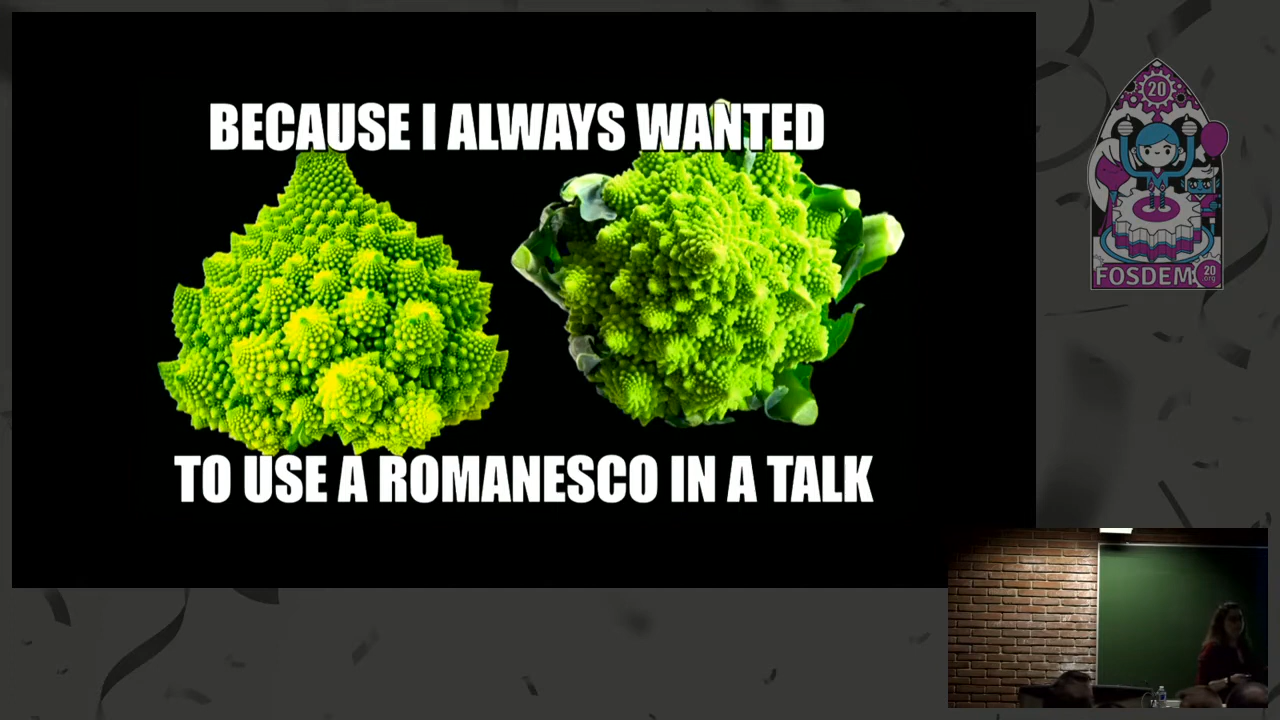 BECAUSE I ALWAYS WANTED
TO USE A ROMANESCO IN A TALK
20
FOSDEM
20
org